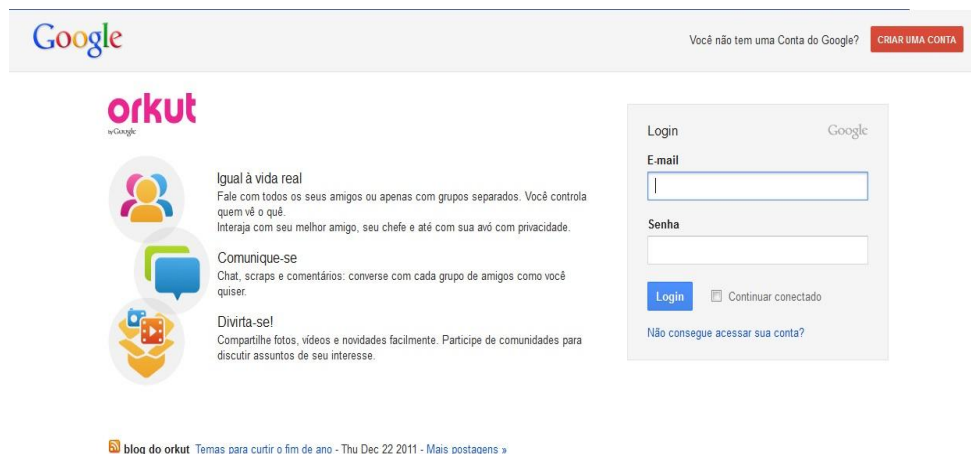 Google
Você não tem uma Conta do Google? CRIAR UMA CONTA
orkut
by Google
Igual à vida real
Fale com todos os seus amigos ou apenas com grupos separados. Você controla
quem vê o quê.
Interaja com seu melhor amigo, seu chefe e até com sua avó com privacidade.
Comunique-se
Chat, scraps e comentários: converse com cada grupo de amigos como você
quiser.
Divirta-se!
Compartilhe fotos, vídeos e novidades facilmente. Participe de comunidades para
discutir assuntos de seu interesse.
Login Google
E-mail
Senha
Login Continuar conectado
Não consegue acessar sua conta?
blog do orkut Temas para curtir o fim de ano - Thu Dec 22 2011 - Mais postagens »